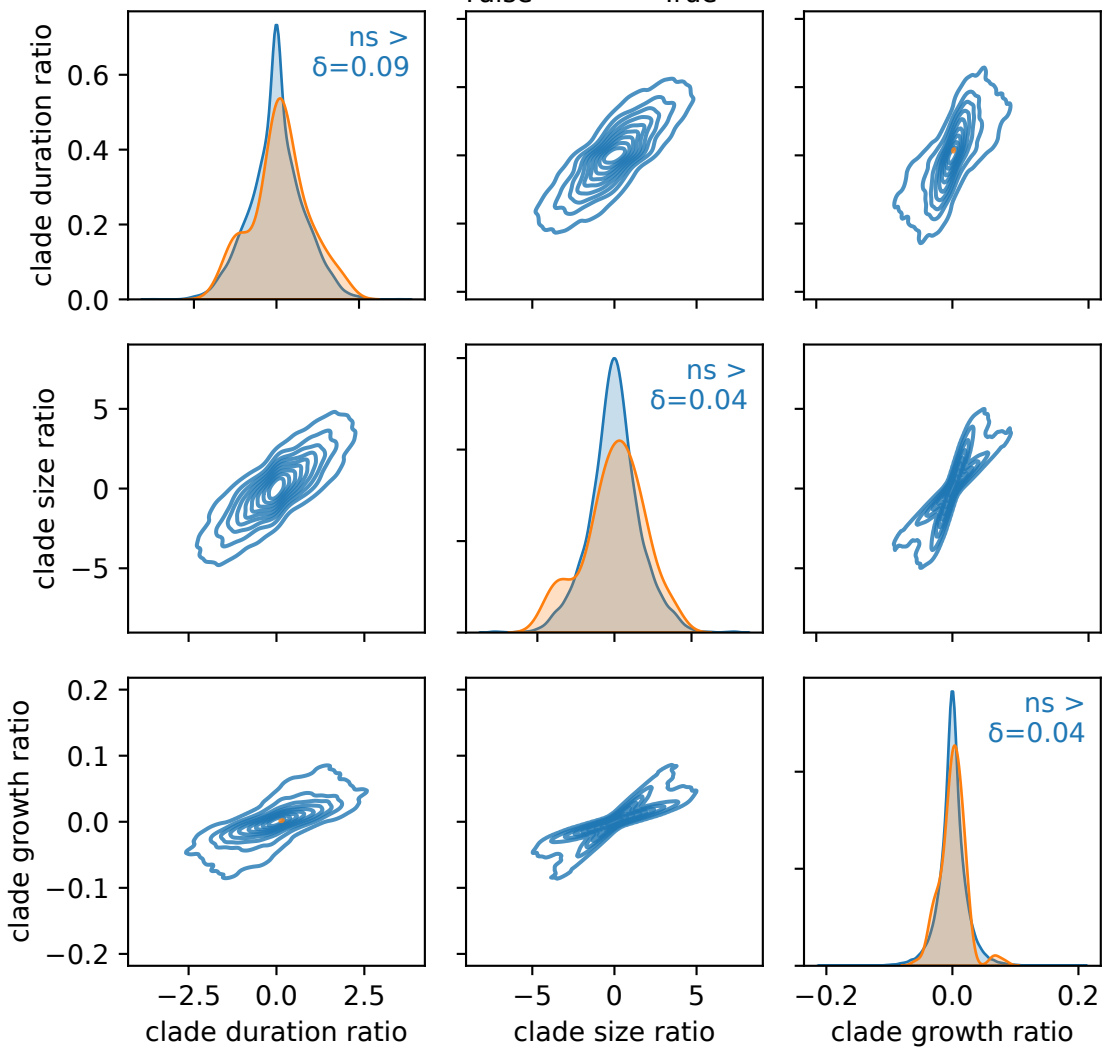 clade duration ratio
0.6
0.4
0.2
0.0
ns >
δ=0.09
clade size ratio
5
0
−5
ns >
δ=0.04
clade growth ratio
0.2
0.1
0.0
−0.1
−0.2
ns >
δ=0.04
−2.5 0.0 2.5
clade duration ratio
−5 0 5
clade size ratio
−0.2 0.0 0.2
clade growth ratio